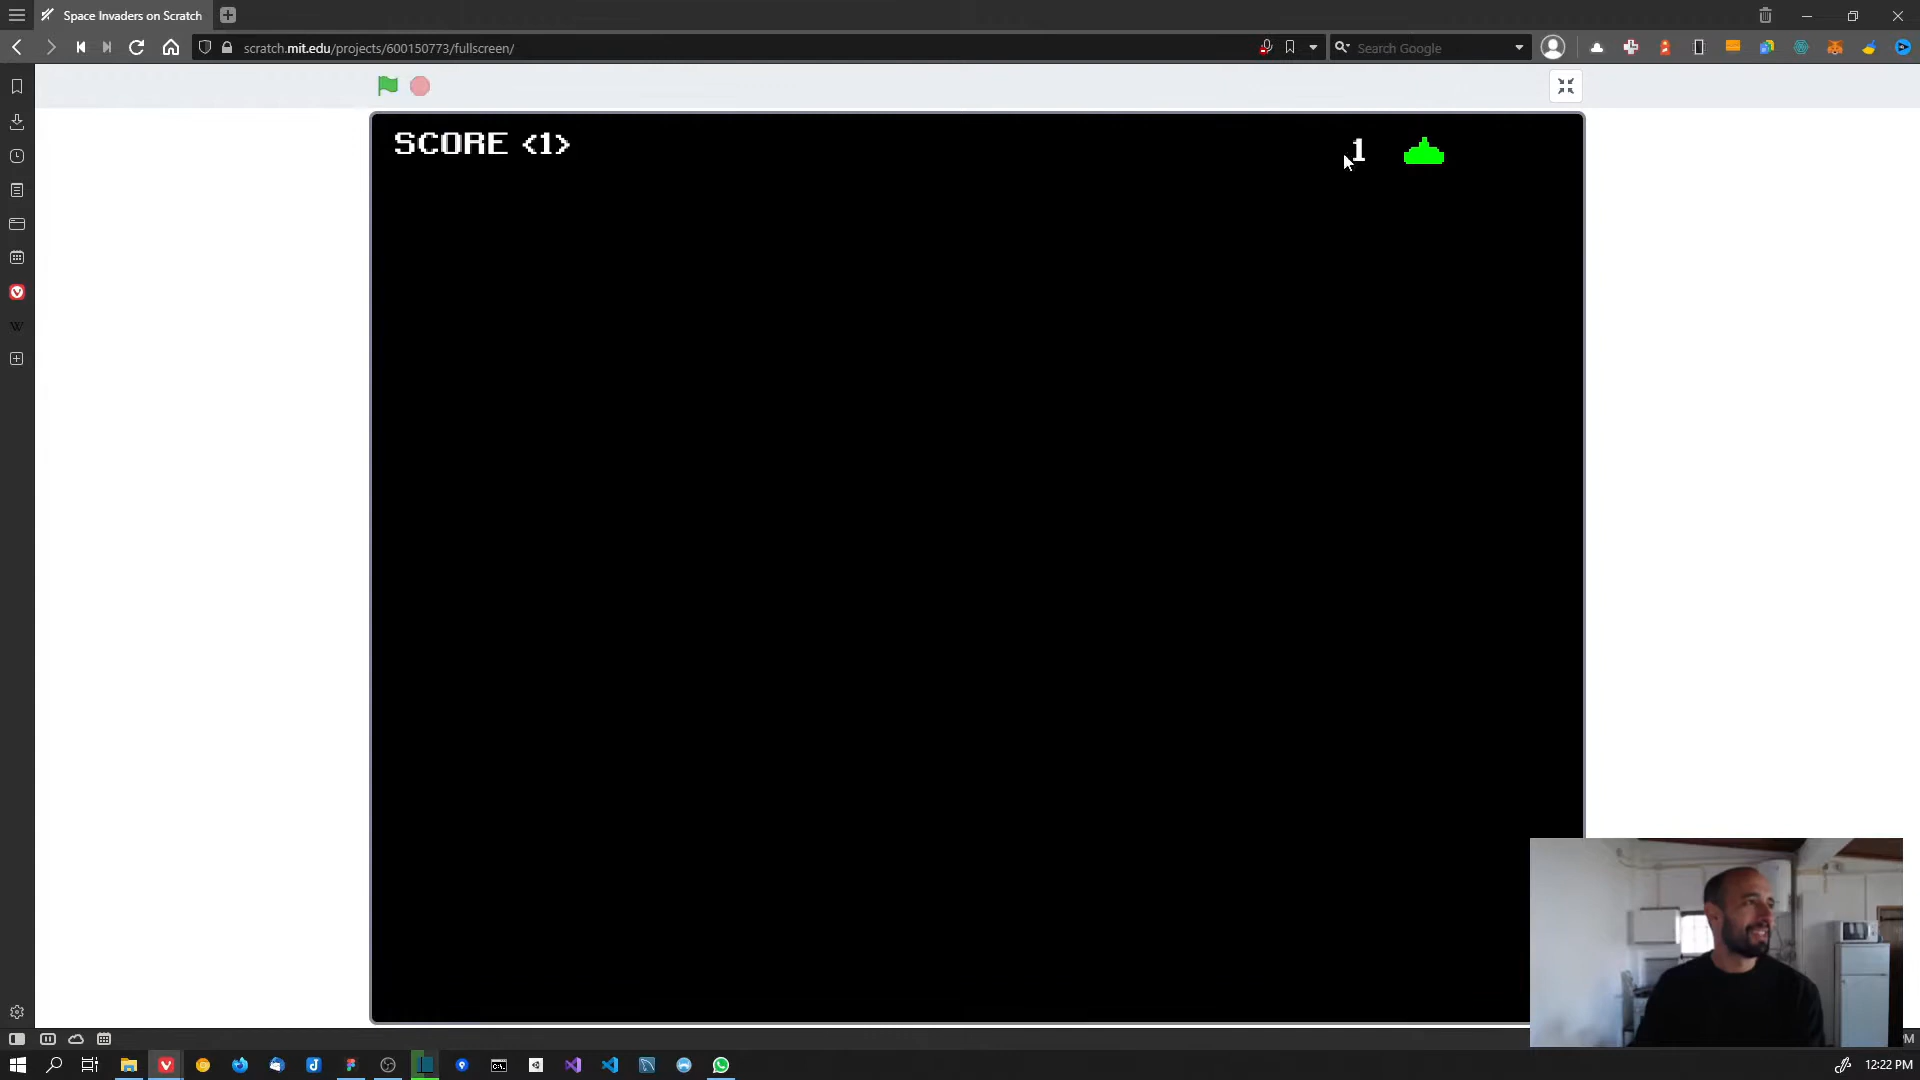 Space Invaders on Scratch
scratch.mit.edu/projects/600150773/fullscreen/
Search Google
SCORE <1>
1
12:22 PM